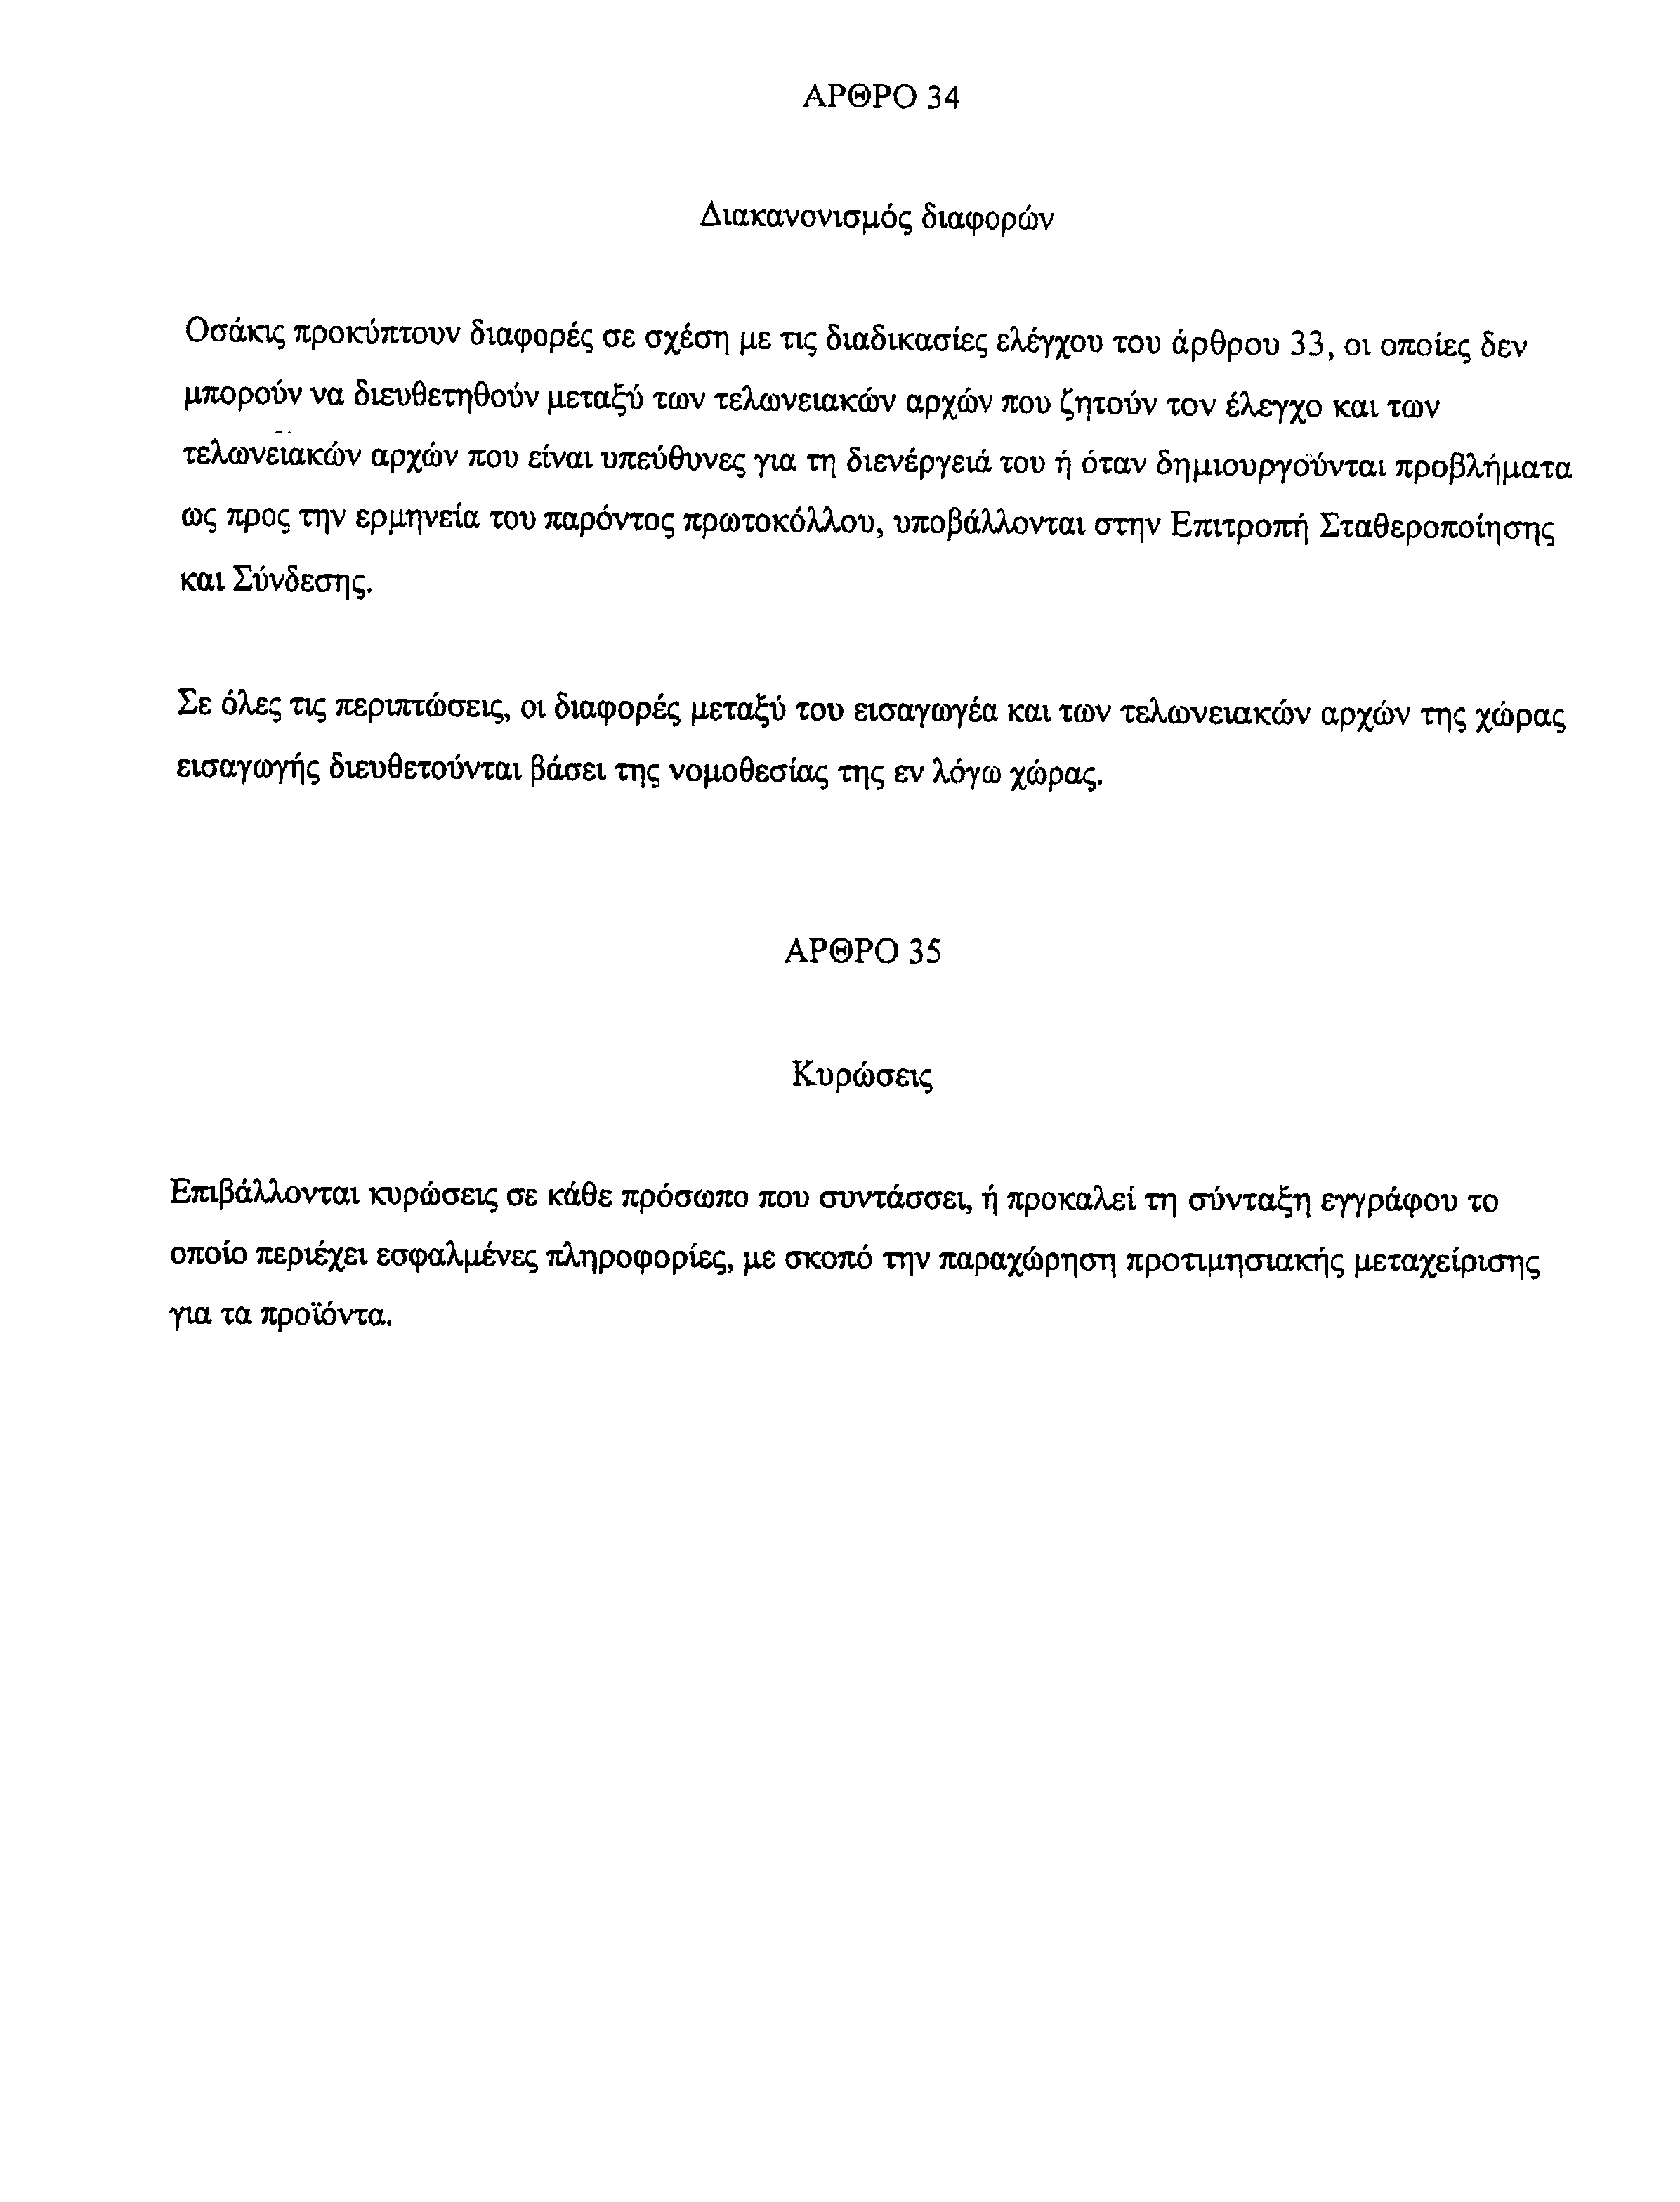 ΑΡΘΡΟ 34
Διακανονισμός διαφορών
Οσάκις προκύπτουν διαφορές σε σχέση με τις διαδικασίες ελέγχου του άρθρου 33, οι οποίες δεν
μπορούν να διευθετηθούν μεταξύ των τελωνειακών αρχών που ζητούν τον έλεγχο και των
τελωνειακών αρχών που είναι υπεύθυνες για τη διενέργειά του ή όταν δημιουργούνται προβλήματα
ως προς την ερμηνεία του παρόντος πρωτοκόλλου, υποβάλλονται στην Επιτροπή Σταθεροποίησης
και Σύνδεσης.
Σε όλες τις περιπτώσεις, οι διαφορές μεταξύ του εισαγωγέα και των τελωνειακών αρχών της χώρας
εισαγωγής διευθετούνται βάσει της νομοθεσίας της εν λόγω χώρας.
ΑΡΘΡΟ 35
Κυρώσεις
Επιβάλλονται κυρώσεις σε κάθε πρόσωπο που συντάσσει, ή προκαλεί τη σύνταξη εγγράφου το
οποίο περιέχει εσφαλμένες πληροφορίες, με σκοπό την παραχώρηση προτιμησιακής μεταχείρισης
για τα προϊόντα.